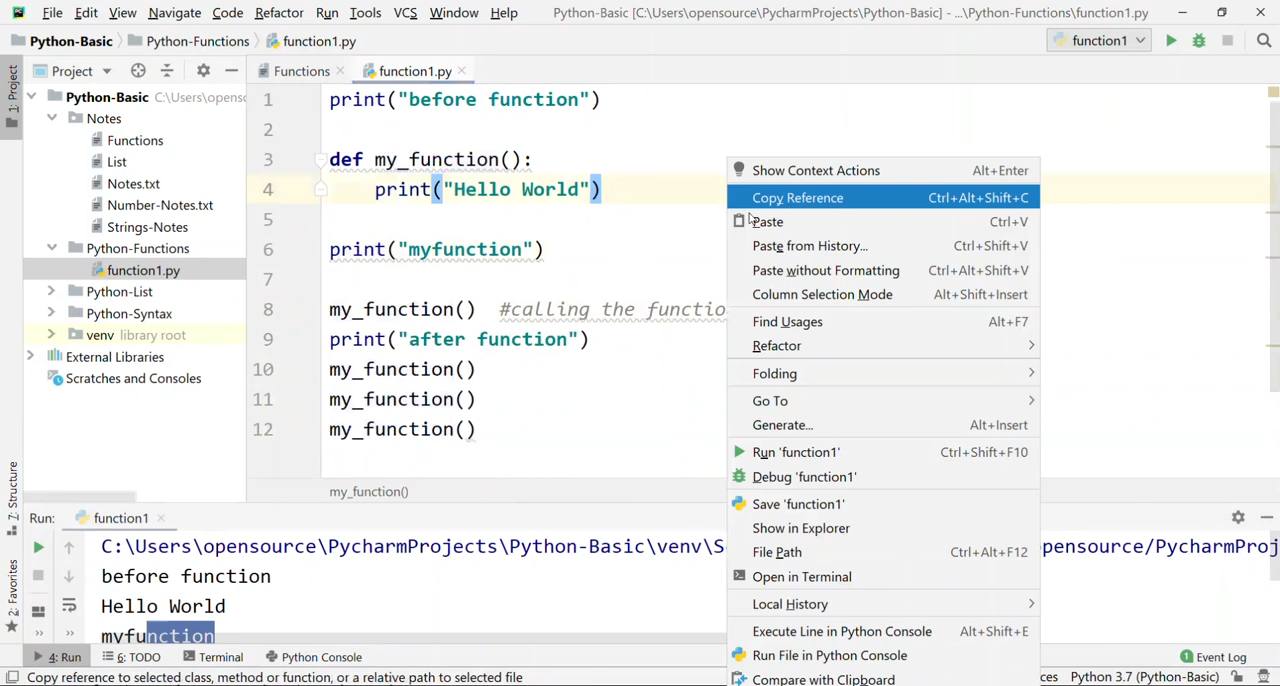 File Edit View Navigate Code Refactor Run Tools VCS Window Help Python-Basic [C:\Users\opensource\PycharmProjects\Python-Basic] - ...\Python-Functions\function1.py
Python-Basic Python-Functions function1.py function1
1: Project
Project
Functions function1.py
Python-Basic C:\Users\opens
Notes
Functions
List
Notes.txt
Number-Notes.txt
Strings-Notes
Python-Functions
function1.py
Python-List
Python-Syntax
venv library root
External Libraries
Scratches and Consoles
1 print("before function")
2
3 def my_function():
4 print("Hello World")
5
6 print("myfunction")
7
8 my_function() #calling the functio
9 print("after function")
10 my_function()
11 my_function()
12 my_function()
my_function()
Show Context Actions Alt+Enter
Copy Reference Ctrl+Alt+Shift+C
Paste Ctrl+V
Paste from History... Ctrl+Shift+V
Paste without Formatting Ctrl+Alt+Shift+V
Column Selection Mode Alt+Shift+Insert
Find Usages Alt+F7
Refactor
Folding
Go To
Generate... Alt+Insert
Run 'function1' Ctrl+Shift+F10
Debug 'function1'
Save 'function1'
Show in Explorer
File Path Ctrl+Alt+F12
Open in Terminal
Local History
Execute Line in Python Console Alt+Shift+E
Run File in Python Console
Compare with Clipboard
7: Structure
2: Favorites
Run: function1
C:\Users\opensource\PycharmProjects\Python-Basic\venv\S pensource/PycharmProj
before function
Hello World
myfunction
4: Run 6: TODO Terminal Python Console 1 Event Log
Copy reference to selected class, method or function, or a relative path to selected file ces Python 3.7 (Python-Basic)